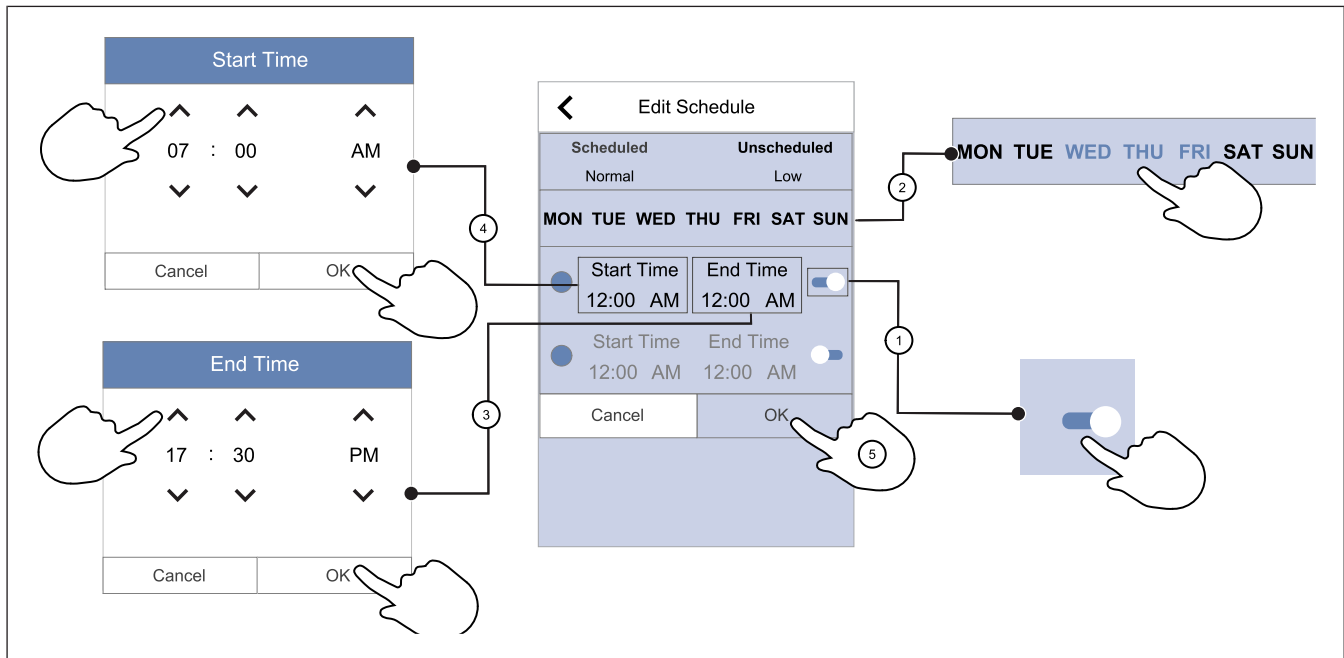 Start Time
07 : 00 AM
Cancel OK
End Time
17 : 30 PM
Cancel OK
4
3
Edit Schedule
Scheduled Unscheduled
Normal Low
MON TUE WED THU FRI SAT SUN
Start Time End Time
12:00 AM 12:00 AM
Start Time End Time
12:00 AM 12:00 AM
Cancel OK
5
2
MON TUE WED THU FRI SAT SUN
1